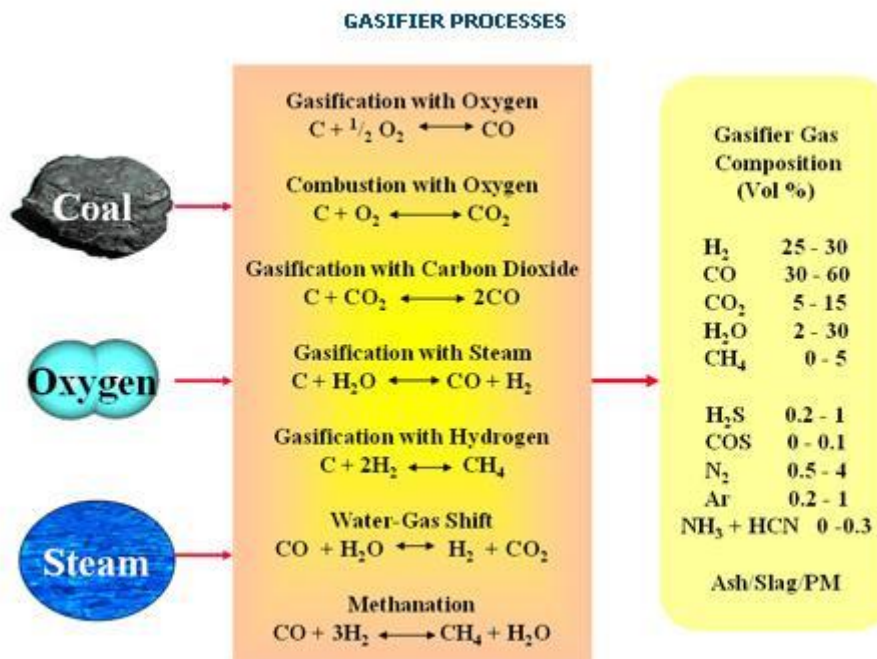 GASIFIER PROCESSES
Coal
Oxygen
Steam
Gasification with Oxygen
C + ¹/₂ O₂ ⟷ CO
Combustion with Oxygen
C + O₂ ⟷ CO₂
Gasification with Carbon Dioxide
C + CO₂ ⟷ 2CO
Gasification with Steam
C + H₂O ⟷ CO + H₂
Gasification with Hydrogen
C + 2H₂ ⟷ CH₄
Water-Gas Shift
CO + H₂O ⟷ H₂ + CO₂
Methanation
CO + 3H₂ ⟷ CH₄ + H₂O
Gasifier Gas
Composition
(Vol %)
H₂ 25 - 30
CO 30 - 60
CO₂ 5 - 15
H₂O 2 - 30
CH₄ 0 - 5
H₂S 0.2 - 1
COS 0 - 0.1
N₂ 0.5 - 4
Ar 0.2 - 1
NH₃ + HCN 0 -0.3
Ash/Slag/PM